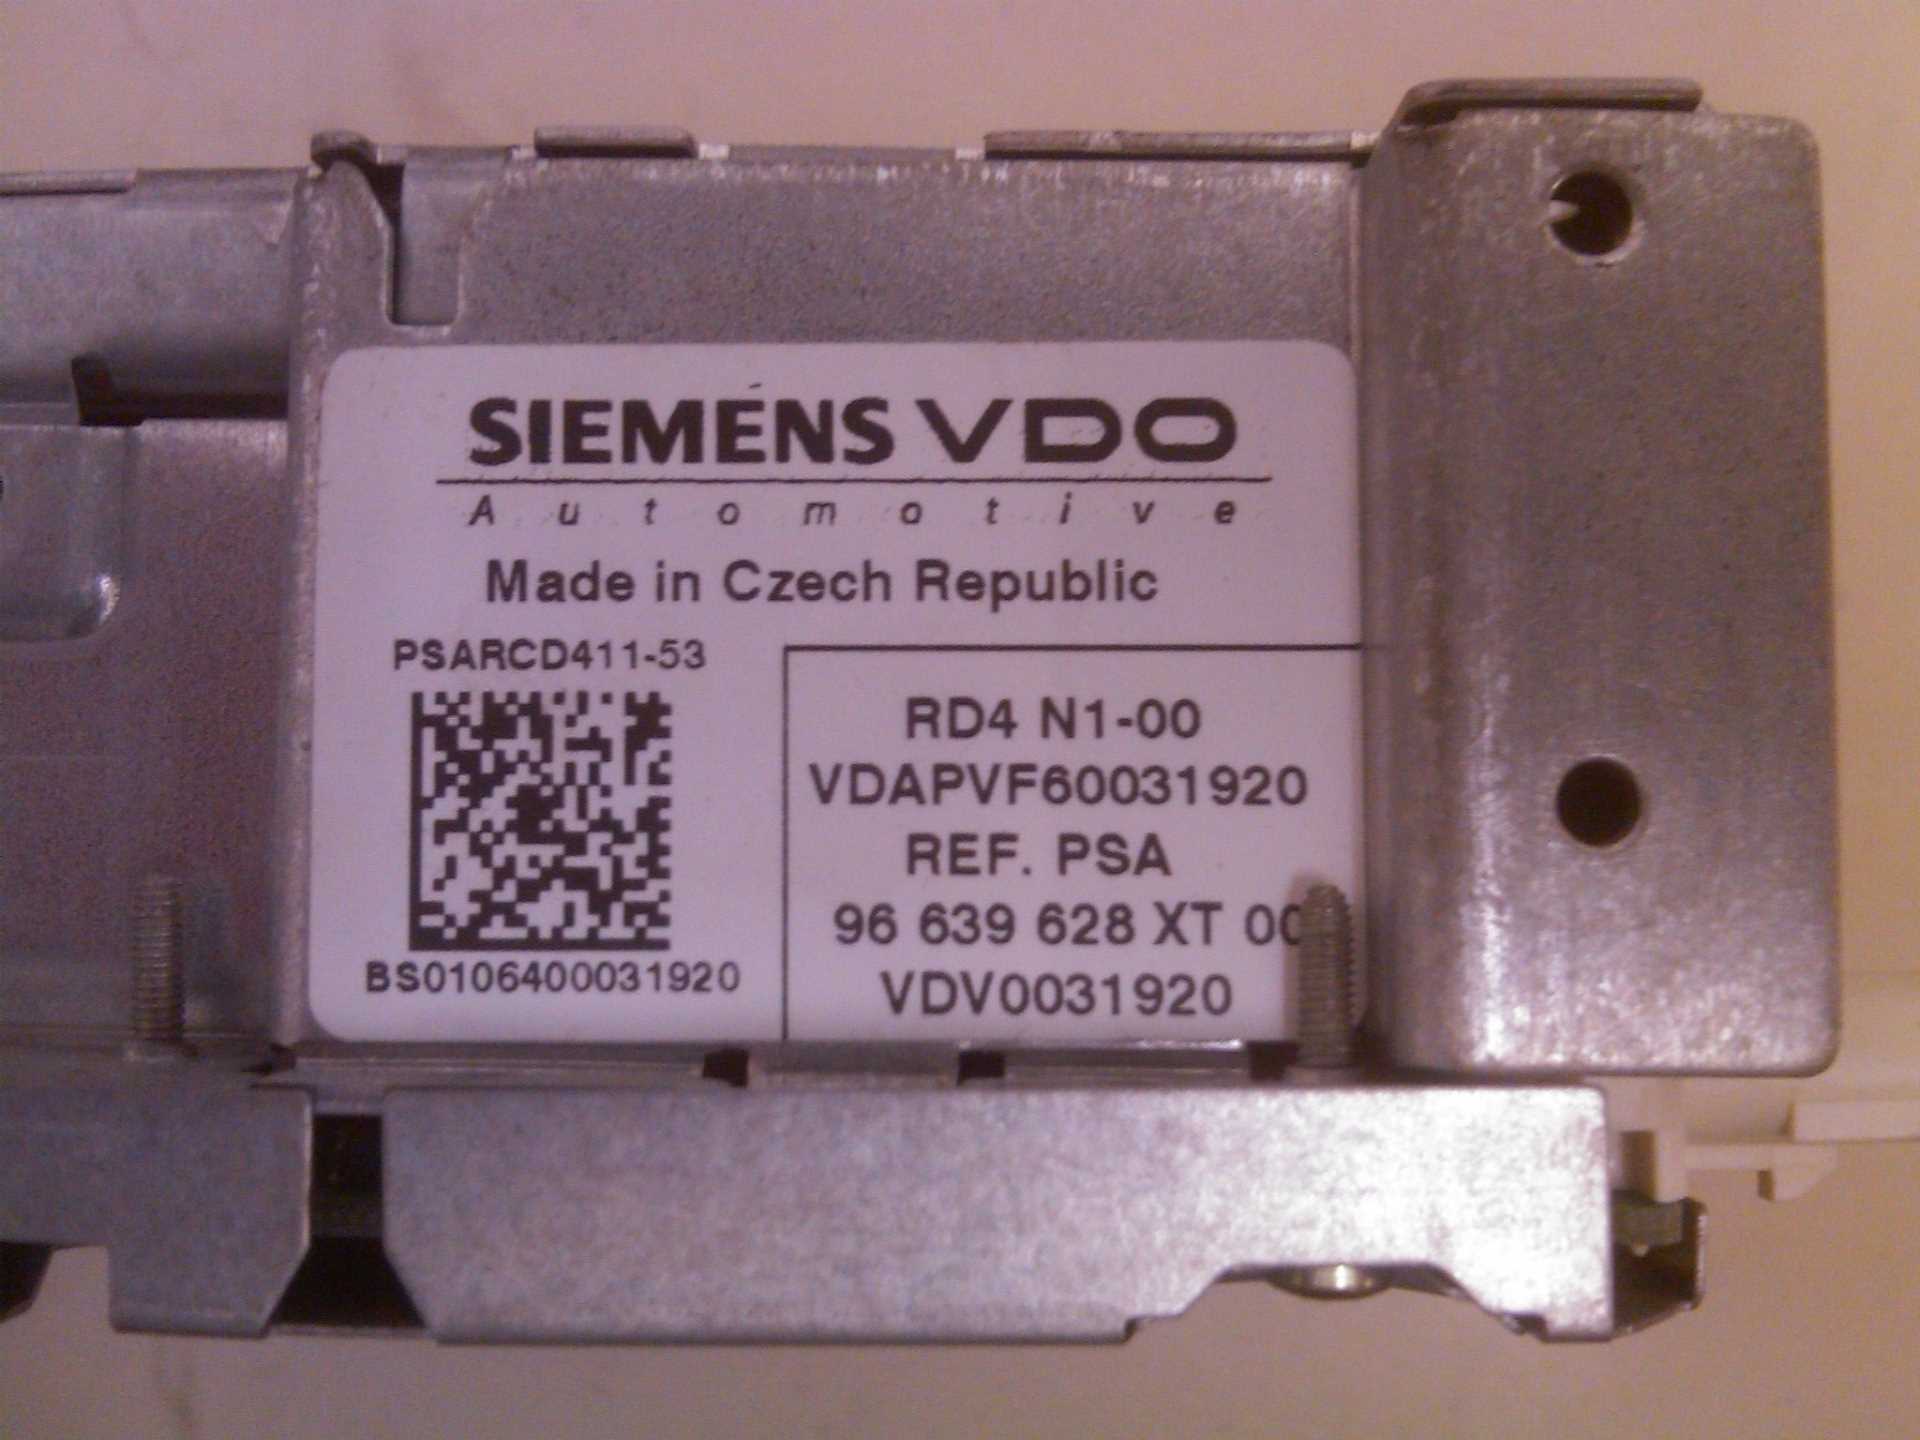 SIEMENS VDO
Automotive
Made in Czech Republic
PSARCD411-53
BS0106400031920
RD4 N1-00
VDAPVF60031920
REF. PSA
96 639 628 XT 00
VDV0031920